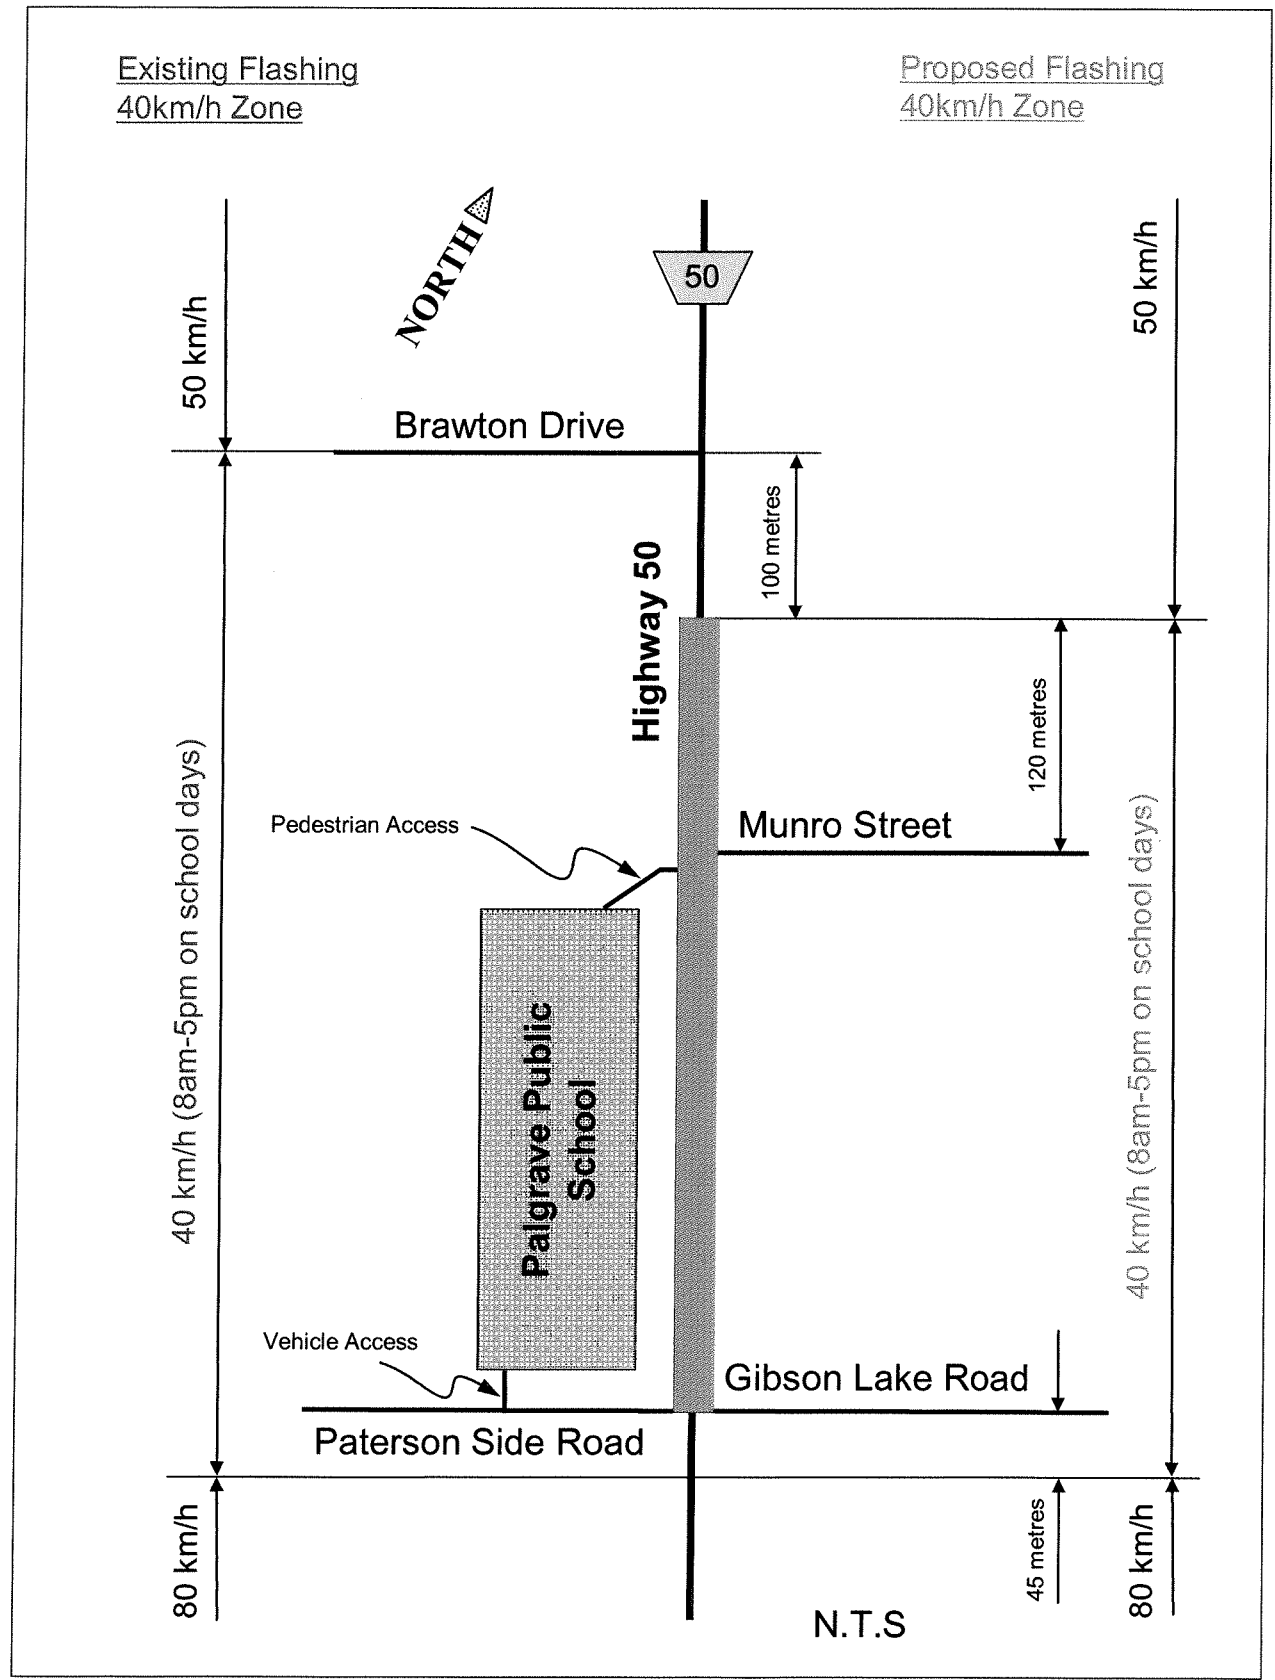 Existing Flashing
40km/h Zone
Proposed Flashing
40km/h Zone
NORTH
50
50 km/h
50 km/h
Brawton Drive
100 metres
Highway 50
120 metres
40 km/h (8am-5pm on school days)
Pedestrian Access
Munro Street
40 km/h (8am-5pm on school days)
Palgrave Public
School
Vehicle Access
Gibson Lake Road
Paterson Side Road
80 km/h
45 metres
80 km/h
N.T.S